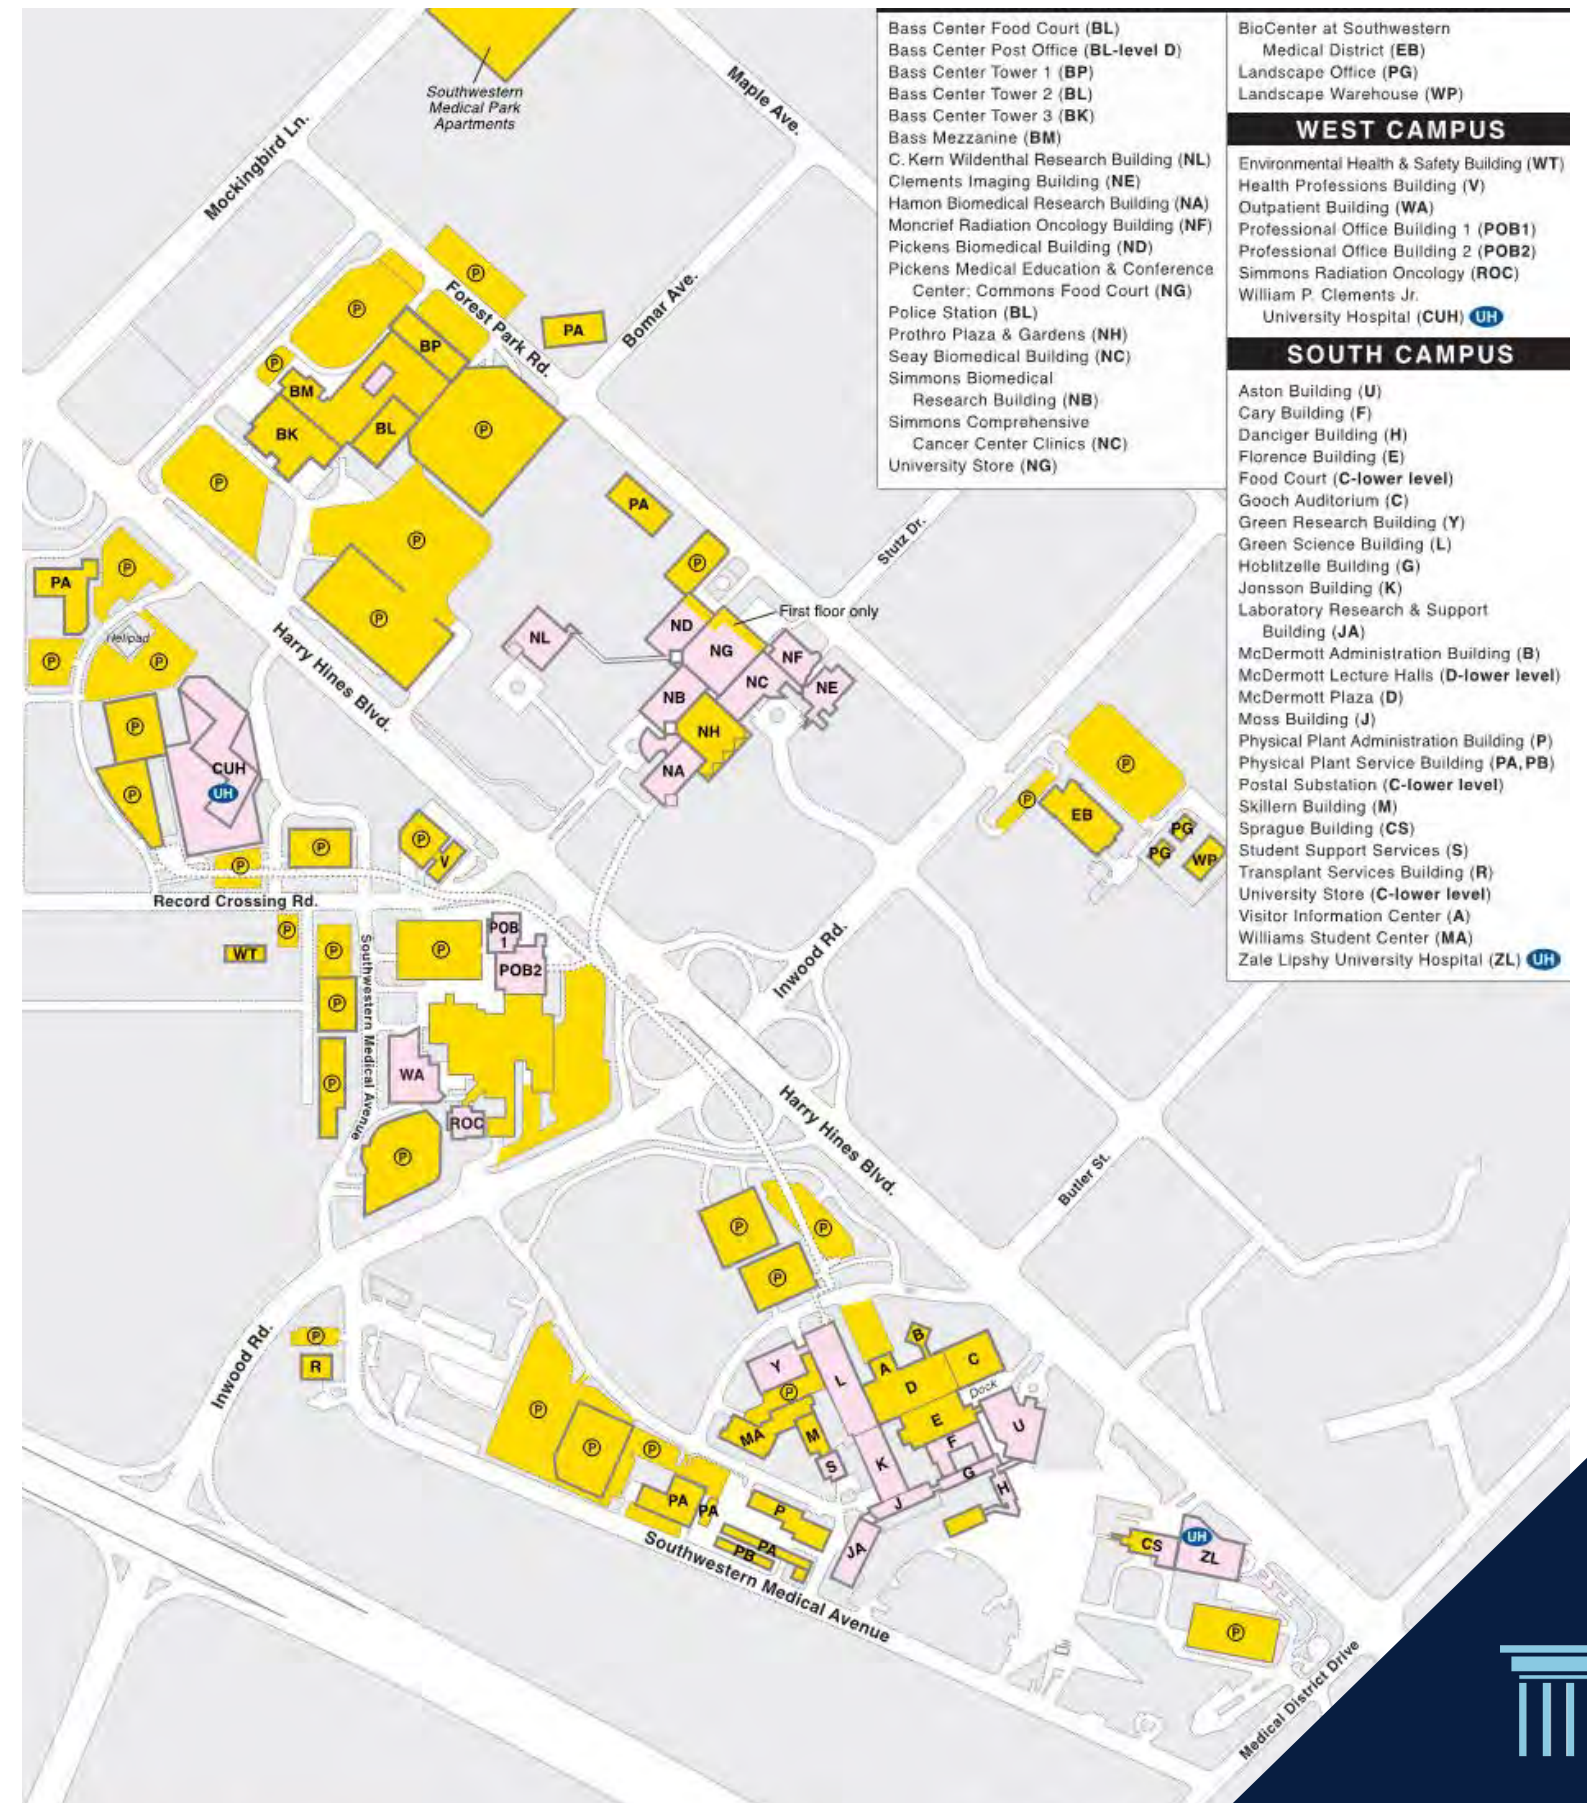 Bass Center Food Court (BL)
Bass Center Post Office (BL-level D)
Bass Center Tower 1 (BP)
Bass Center Tower 2 (BL)
Bass Center Tower 3 (BK)
Bass Mezzanine (BM)
C. Kern Wildenthal Research Building (NL)
Clements Imaging Building (NE)
Hamon Biomedical Research Building (NA)
Moncrief Radiation Oncology Building (NF)
Pickens Biomedical Building (ND)
Pickens Medical Education & Conference
Center; Commons Food Court (NG)
Police Station (BL)
Prothro Plaza & Gardens (NH)
Seay Biomedical Building (NC)
Simmons Biomedical
Research Building (NB)
Simmons Comprehensive
Cancer Center Clinics (NC)
University Store (NG)
BioCenter at Southwestern
Medical District (EB)
Landscape Office (PG)
Landscape Warehouse (WP)
WEST CAMPUS
Environmental Health & Safety Building (WT)
Health Professions Building (V)
Outpatient Building (WA)
Professional Office Building 1 (POB1)
Professional Office Building 2 (POB2)
Simmons Radiation Oncology (ROC)
William P. Clements Jr.
University Hospital (CUH) UH
SOUTH CAMPUS
Aston Building (U)
Cary Building (F)
Danciger Building (H)
Florence Building (E)
Food Court (C-lower level)
Gooch Auditorium (C)
Green Research Building (Y)
Green Science Building (L)
Hoblitzelle Building (G)
Jonsson Building (K)
Laboratory Research & Support
Building (JA)
McDermott Administration Building (B)
McDermott Lecture Halls (D-lower level)
McDermott Plaza (D)
Moss Building (J)
Physical Plant Administration Building (P)
Physical Plant Service Building (PA, PB)
Postal Substation (C-lower level)
Skillern Building (M)
Sprague Building (CS)
Student Support Services (S)
Transplant Services Building (R)
University Store (C-lower level)
Visitor Information Center (A)
Williams Student Center (MA)
Zale Lipshy University Hospital (ZL) UH
Southwestern
Medical Park
Apartments
Mockingbird Ln.
Maple Ave.
P
Forest Park Rd.
P
PA
Bomar Ave.
BP
P
BM
BL
BK
P
P
PA
Stutz Dr.
P
P
PA
P
P
First floor only
Helipad
P
P
Harry Hines Blvd.
NL
ND
NG
NF
NC
NE
NB
NH
NA
P
CUH
UH
P
P
P
EB
PG
PG
WP
P
P
P
V
Record Crossing Rd.
P
WT
P
P
POB
1
POB2
Inwood Rd.
Southwestern Medical Avenue
P
P
WA
ROC
P
Harry Hines Blvd.
Butler St.
P
P
P
Inwood Rd.
P
R
Y
L
A
B
C
D
Dock
P
E
U
MA
M
S
F
K
G
H
J
P
P
P
PA
PA
P
PA
PB
JA
CS
UH
ZL
Southwestern Medical Avenue
P
Medical District Drive